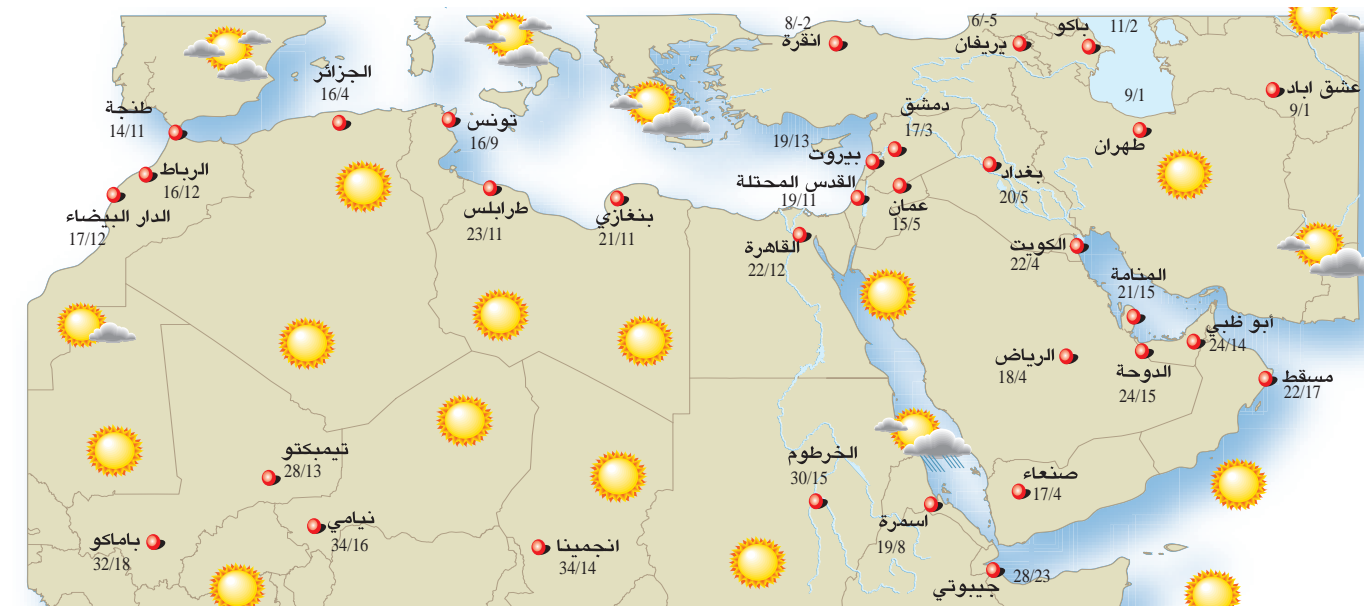 8/-2
انقرة
6/-5
يريفان
باكو
11/2
9/1
عشق اباد
9/1
طهران
الجزائر
16/4
طنجة
14/11
تونس
16/9
دمشق
17/3
19/13
بيروت
القدس المحتلة
19/11
عمان
15/5
بغداد
20/5
الرباط
16/12
الدار البيضاء
17/12
طرابلس
23/11
بنغازي
21/11
القاهرة
22/12
الكويت
22/4
المنامة
21/15
أبو ظبي
24/14
الرياض
18/4
الدوحة
24/15
مسقط
22/17
تيمبكتو
28/13
الخرطوم
30/15
صنعاء
17/4
نيامي
34/16
باماكو
32/18
انجمينا
34/14
اسمرة
19/8
28/23
جيبوتي